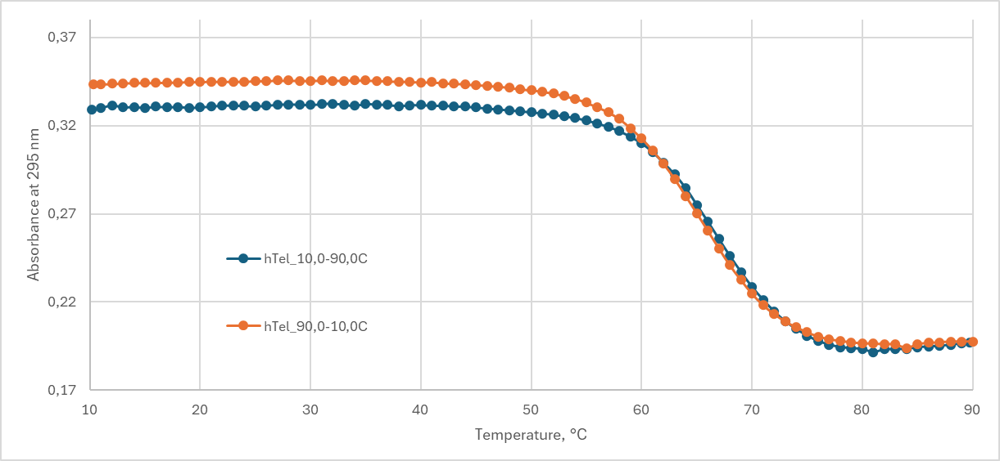 0,37
0,32
0,27
0,22
0,17
Absorbance at 295 nm
hTel_10,0-90,0C
hTel_90,0-10,0C
10 20 30 40 50 60 70 80 90
Temperature, °C